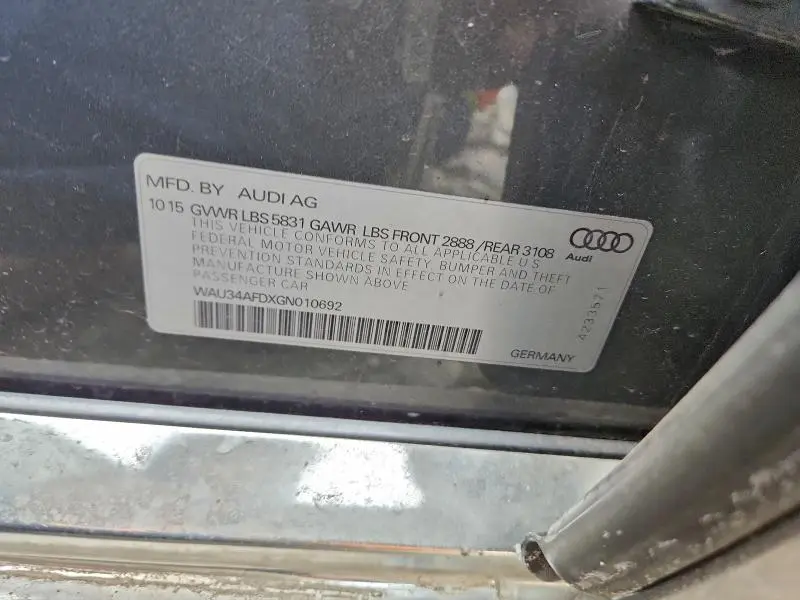 MFD. BY AUDI AG
10 15 GVWR LBS 5831 GAWR LBS FRONT 2888 /REAR 3108
THIS VEHICLE CONFORMS TO ALL APPLICABLE U S
FEDERAL MOTOR VEHICLE SAFETY, BUMPER AND THEFT
PREVENTION STANDARDS IN EFFECT ON THE DATE OF
MANUFACTURE SHOWN ABOVE
PASSENGER CAR
WAU34AFDXGN010692
Audi
4233571
GERMANY